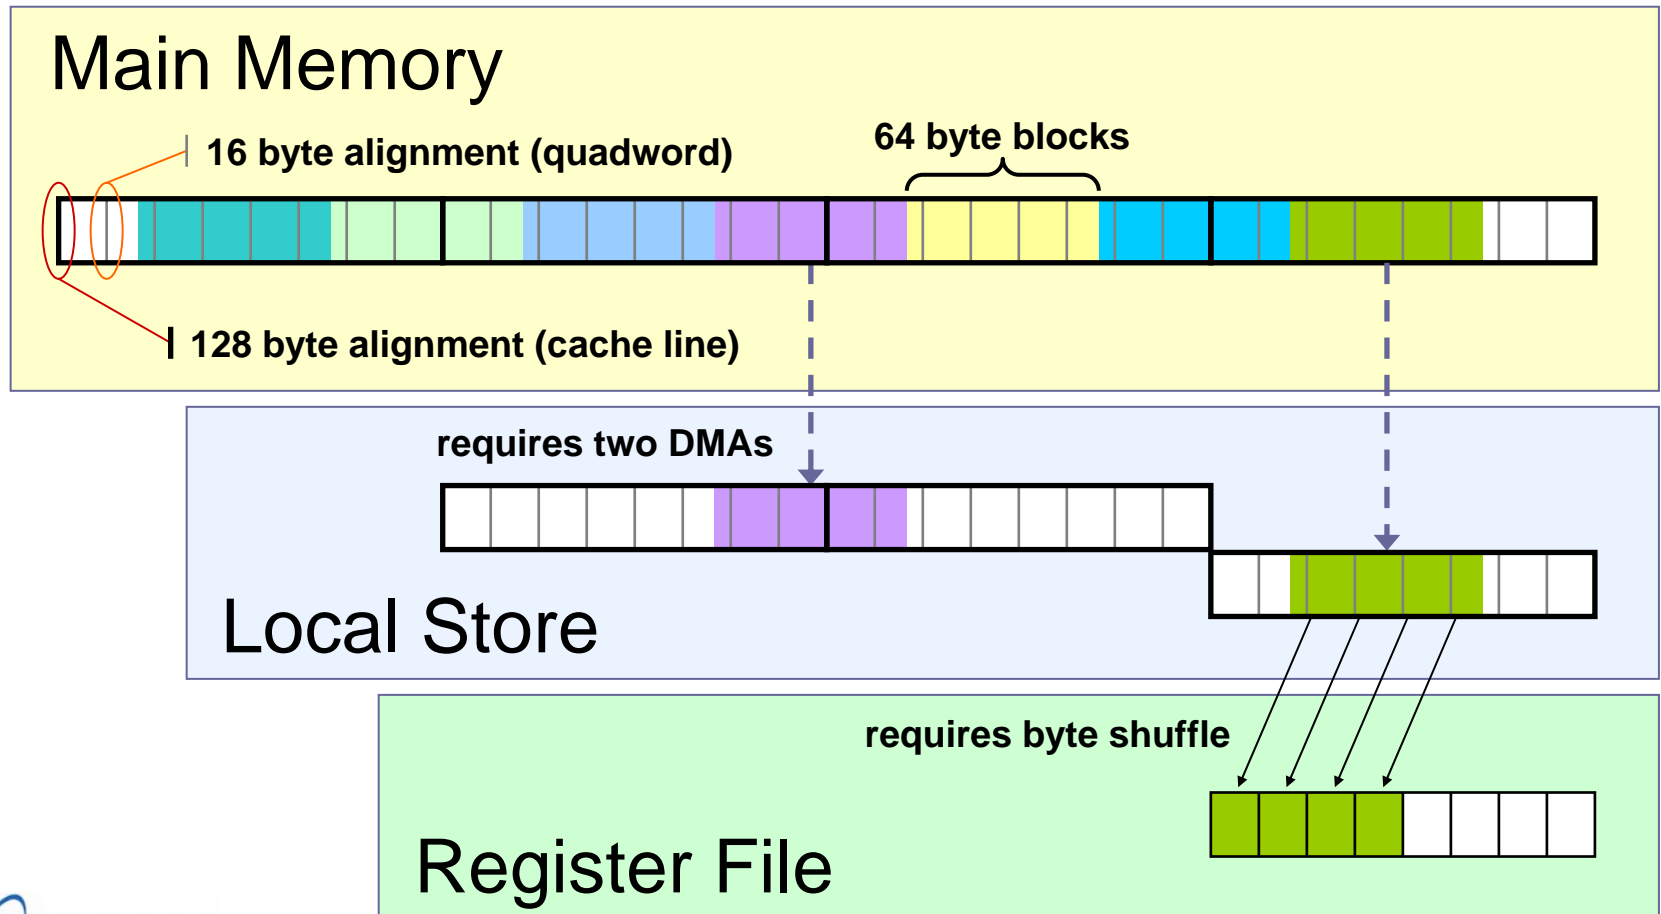 Main Memory
16 byte alignment (quadword)
64 byte blocks
128 byte alignment (cache line)
requires two DMAs
Local Store
requires byte shuffle
Register File